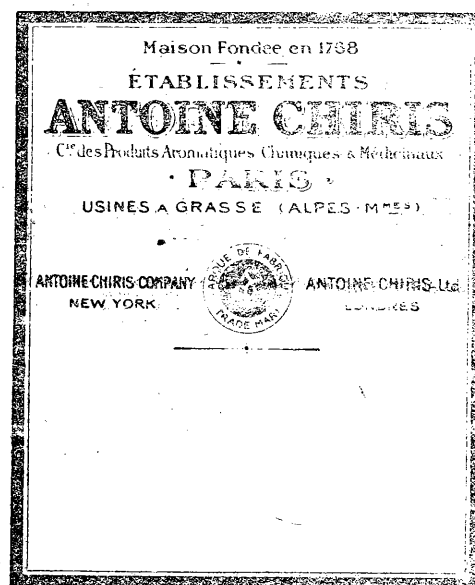 Maison Fondée en 1768
ÉTABLISSEMENTS
ANTOINE CHIRIS
Cie des Produits Aromatiques Chimiques & Médicinaux
· PARIS ·
USINES A GRASSE (ALPES-Mmes)
ANTOINE CHIRIS COMPANY
NEW YORK
MARQUE DE FABRIQUE
TRADE MARK
ANTOINE CHIRIS Ltd
LONDRES